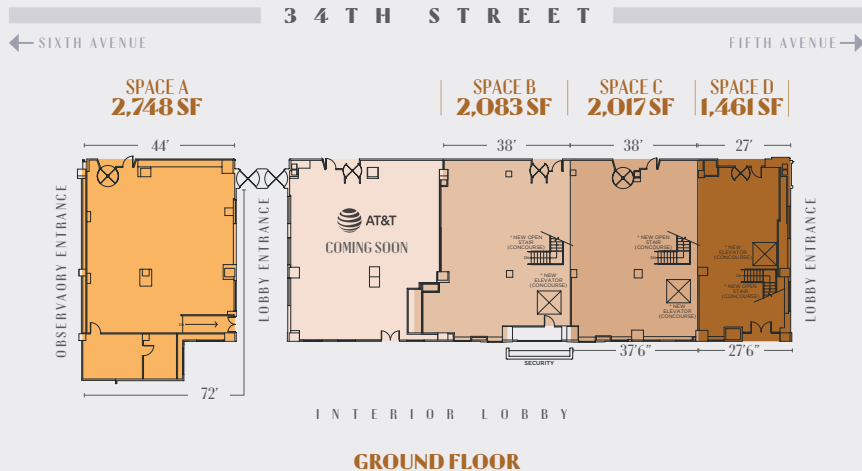 34TH STREET
SIXTH AVENUE
FIFTH AVENUE
SPACE A
2,748 SF
SPACE B
2,083 SF
SPACE C
2,017 SF
SPACE D
1,461 SF
44'
38'
38'
27'
OBSERVAORY ENTRANCE
LOBBY ENTRANCE
AT&T
COMING SOON
* NEW OPEN
STAIR
(CONCOURSE)
* NEW
ELEVATOR
(CONCOURSE)
* NEW OPEN
STAIR
(CONCOURSE)
* NEW
ELEVATOR
(CONCOURSE)
* NEW
ELEVATOR
(CONCOURSE)
* NEW OPEN
STAIR
(CONCOURSE)
LOBBY ENTRANCE
SECURITY
37'6"
27'6"
72'
INTERIOR LOBBY
GROUND FLOOR